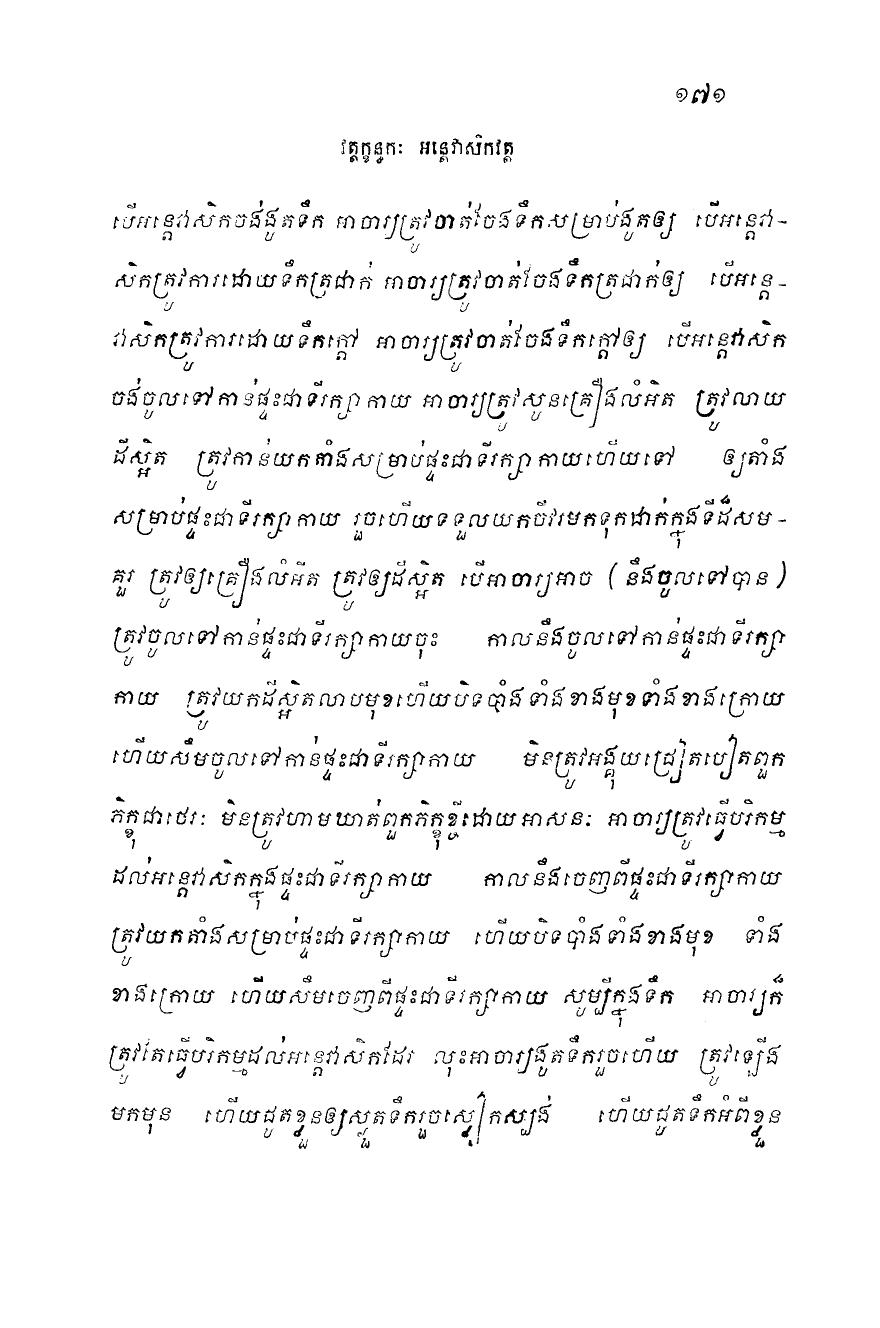 ១៧១
វត្តក្ខន្ធកៈ អន្តេវាសិកវត្ត
បើអន្តេវាសិកចង់ងូតទឹក អាចារ្យត្រូវចាត់ចែងទឹកសម្រាប់ងូតឲ្យ បើអន្តេវា-
សិកត្រូវការដោយទឹកត្រជាក់ អាចារ្យត្រូវចាត់ចែងទឹកត្រជាក់ឲ្យ បើអន្តេ-
វាសិកត្រូវការដោយទឹកក្តៅ អាចារ្យត្រូវចាត់ចែងទឹកក្តៅឲ្យ បើអន្តេវាសិក
ចង់ចូលទៅកាន់ផ្ទះជាទីរក្សាកាយ អាចារ្យត្រូវស្ងួនគ្រឿងលំអិត ត្រូវលាយ
ដីស្អិត ត្រូវកាន់យកតាំងសម្រាប់ផ្ទះជាទីរក្សាកាយហើយទៅ ឲ្យតាំង
សម្រាប់ផ្ទះជាទីរក្សាកាយ រួចហើយទទួលយកចីវរមកទុកដាក់ក្នុងទីដ៏សម-
គួរ ត្រូវឲ្យគ្រឿងលំអិត ត្រូវឲ្យដីស្អិត បើអាចារ្យអាច ( នឹងចូលទៅបាន )
ត្រូវចូលទៅកាន់ផ្ទះជាទីរក្សាកាយចុះ កាលនឹងចូលទៅកាន់ផ្ទះជាទីរក្សា
កាយ ត្រូវយកដីស្អិតលាបមុខហើយបិទបាំងទាំងខាងមុខទាំងខាងក្រោយ
ហើយសឹមចូលទៅកាន់ផ្ទះជាទីរក្សាកាយ មិនត្រូវអង្គុយជ្រៀតបៀតពួក
ភិក្ខុជាថេរៈ មិនត្រូវហាមឃាត់ពួកភិក្ខុខ្ចីដោយអាសនៈ អាចារ្យត្រូវធ្វើបរិកម្ម
ដល់អន្តេវាសិកក្នុងផ្ទះជាទីរក្សាកាយ កាលនឹងចេញពីផ្ទះជាទីរក្សាកាយ
ត្រូវយកតាំងសម្រាប់ផ្ទះជាទីរក្សាកាយ ហើយបិទបាំងទាំងខាងមុខ ទាំង
ខាងក្រោយ ហើយសឹមចេញពីផ្ទះជាទីរក្សាកាយ សូម្បីក្នុងទឹក អាចារ្យក៏
ត្រូវតែធ្វើបរិកម្មដល់អន្តេវាសិកដែរ លុះអាចារ្យងូតទឹករួចហើយ ត្រូវឡើង
មកមុន ហើយជូតខ្លួនឲ្យស្ងួតទឹករួចស្លៀកស្បង់ ហើយជូតទឹកអំពីខ្លួន